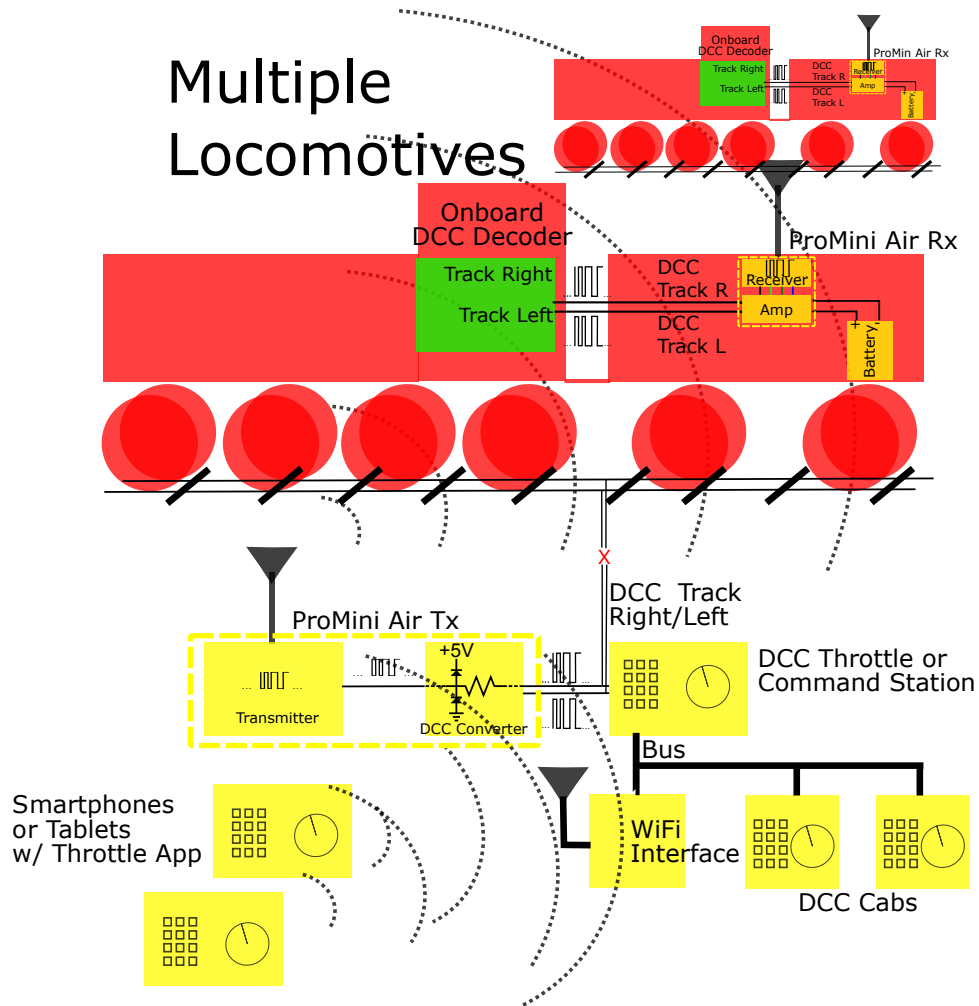 Multiple
Locomotives
Onboard
DCC Decoder
Track Right
Track Left
DCC
Track R
DCC
Track L
ProMin Air Rx
Receiver
Amp
+
Battery
Onboard
DCC Decoder
Track Right
Track Left
...
...
...
...
DCC
Track R
DCC
Track L
ProMini Air Rx
Receiver
Amp
+
-
Battery
X
DCC Track
Right/Left
ProMini Air Tx
...
...
Transmitter
...
...
+5V
DCC Converter
...
...
...
...
DCC Throttle or
Command Station
Bus
WiFi
Interface
DCC Cabs
Smartphones
or Tablets
w/ Throttle App